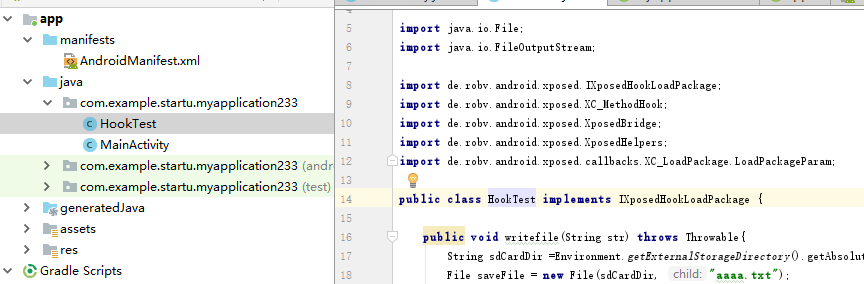 app
manifests
AndroidManifest.xml
java
com.example.startu.myapplication233
HookTest
MainActivity
com.example.startu.myapplication233 (andr
com.example.startu.myapplication233 (test)
generatedJava
assets
res
Gradle Scripts
5 import java.io.File;
6 import java.io.FileOutputStream;
7
8 import de.robv.android.xposed.IXposedHookLoadPackage;
9 import de.robv.android.xposed.XC_MethodHook;
10 import de.robv.android.xposed.XposedBridge;
11 import de.robv.android.xposed.XposedHelpers;
12 import de.robv.android.xposed.callbacks.XC_LoadPackage.LoadPackageParam;
13
14 public class HookTest implements IXposedHookLoadPackage {
15
16 public void writefile(String str) throws Throwable{
17 String sdCardDir =Environment.getExternalStorageDirectory().getAbsolut
18 File saveFile = new File(sdCardDir, child: "aaaa.txt");